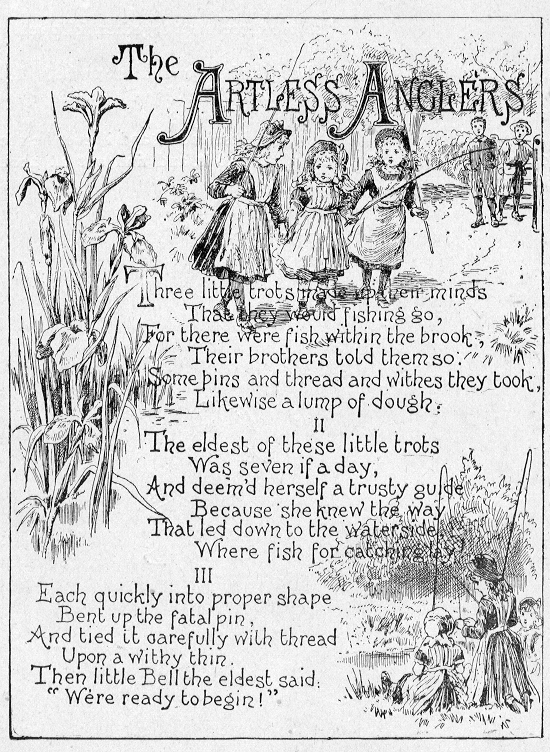 The ARTLESS ANGLERS
Three little trots made up their minds
That they would fishing go,
For there were fish within the brook,
Their brothers told them so.
Some pins and thread and withes they took,
Likewise a lump of dough.
II
The eldest of these little trots
Was seven if a day,
And deem'd herself a trusty guide
Because she knew the way
That led down to the waterside
Where fish for catching lay!
III
Each quickly into proper shape
Bent up the fatal pin,
And tied it carefully with thread
Upon a withy thin.
Then little Bell the eldest said:
"We're ready to begin!"